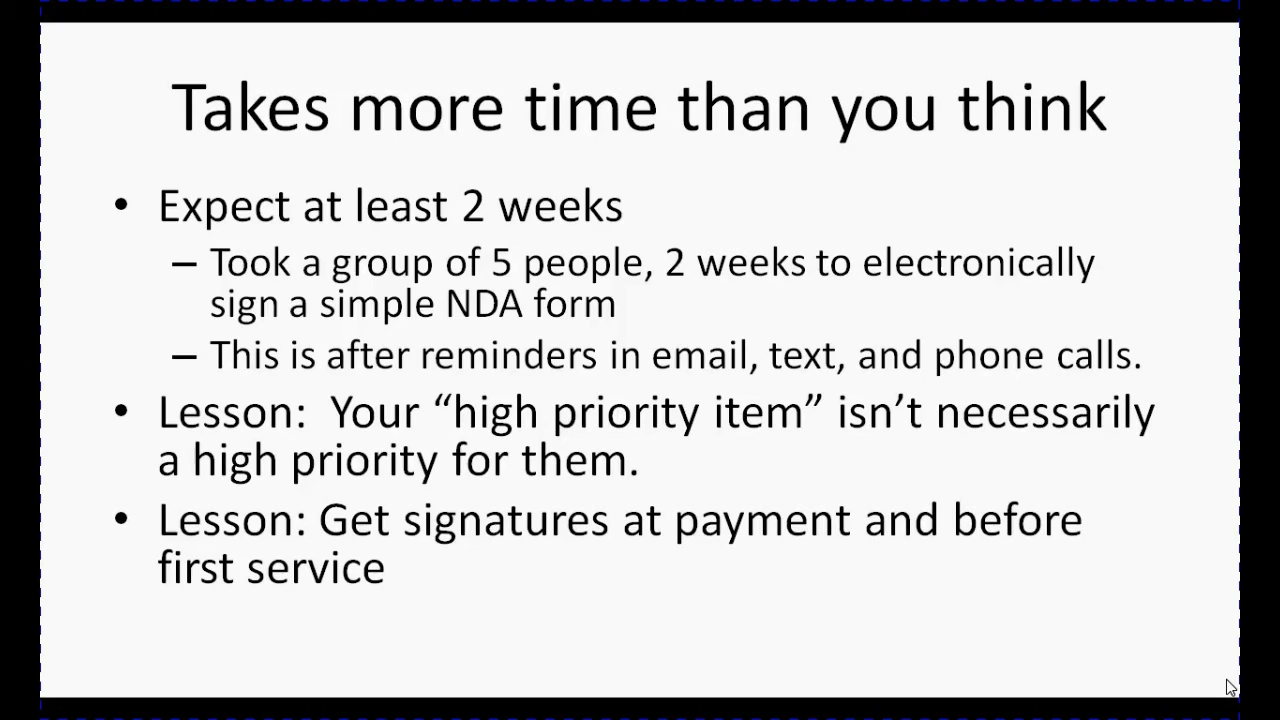 Takes more time than you think
• Expect at least 2 weeks
– Took a group of 5 people, 2 weeks to electronically
sign a simple NDA form
– This is after reminders in email, text, and phone calls.
• Lesson:  Your “high priority item” isn’t necessarily
a high priority for them.
• Lesson: Get signatures at payment and before
first service